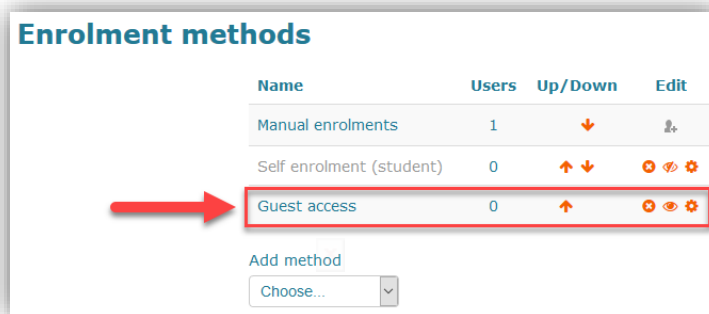 Enrolment methods
Name Users Up/Down Edit
Manual enrolments 1
Self enrolment (student) 0
Guest access 0
Add method
Choose...